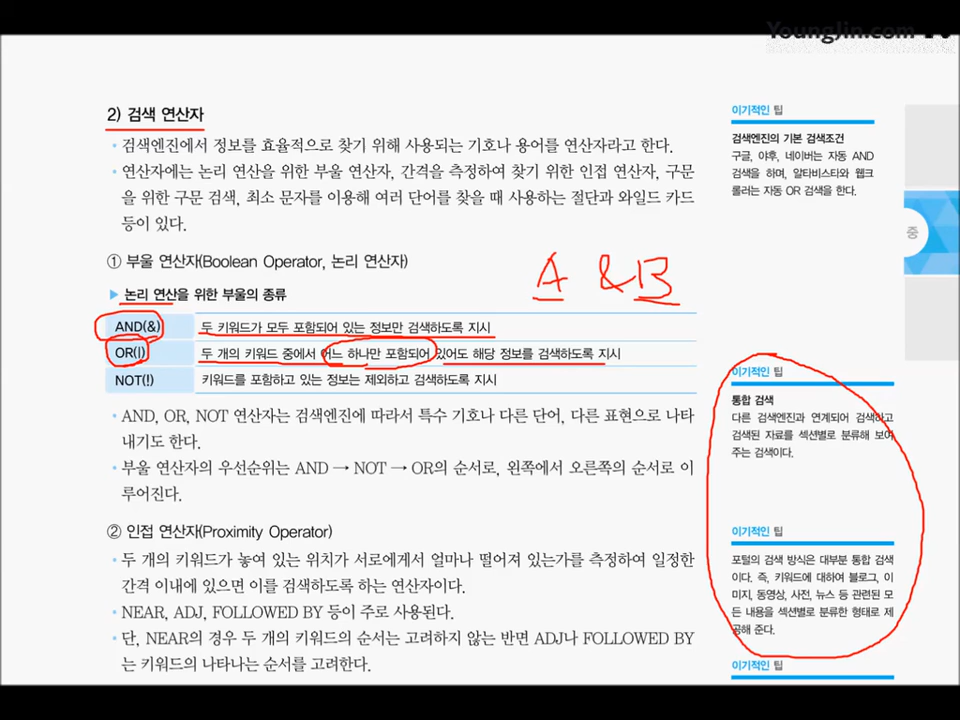 YoungJin.com
2) 검색 연산자
· 검색엔진에서 정보를 효율적으로 찾기 위해 사용되는 기호나 용어를 연산자라고 한다.
· 연산자에는 논리 연산을 위한 부울 연산자, 간격을 측정하여 찾기 위한 인접 연산자, 구문
을 위한 구문 검색, 최소 문자를 이용해 여러 단어를 찾을 때 사용하는 절단과 와일드 카드
등이 있다.
① 부울 연산자(Boolean Operator, 논리 연산자)
A & B
▶ 논리 연산을 위한 부울의 종류
AND(&) 두 키워드가 모두 포함되어 있는 정보만 검색하도록 지시
OR(|) 두 개의 키워드 중에서 어느 하나만 포함되어 있어도 해당 정보를 검색하도록 지시
NOT(!) 키워드를 포함하고 있는 정보는 제외하고 검색하도록 지시
· AND, OR, NOT 연산자는 검색엔진에 따라서 특수 기호나 다른 단어, 다른 표현으로 나타
내기도 한다.
· 부울 연산자의 우선순위는 AND → NOT → OR의 순서로, 왼쪽에서 오른쪽의 순서로 이
루어진다.
② 인접 연산자(Proximity Operator)
· 두 개의 키워드가 놓여 있는 위치가 서로에게서 얼마나 떨어져 있는가를 측정하여 일정한
간격 이내에 있으면 이를 검색하도록 하는 연산자이다.
· NEAR, ADJ, FOLLOWED BY 등이 주로 사용된다.
· 단, NEAR의 경우 두 개의 키워드의 순서는 고려하지 않는 반면 ADJ나 FOLLOWED BY
는 키워드의 나타나는 순서를 고려한다.
이기적인 팁
검색엔진의 기본 검색조건
구글, 야후, 네이버는 자동 AND
검색을 하며, 알타비스타와 웹크
롤러는 자동 OR 검색을 한다.
중
이기적인 팁
통합 검색
다른 검색엔진과 연계되어 검색하고
검색된 자료를 섹션별로 분류해 보여
주는 검색이다.
이기적인 팁
포털의 검색 방식은 대부분 통합 검색
이다. 즉, 키워드에 대하여 블로그, 이
미지, 동영상, 사전, 뉴스 등 관련된 모
든 내용을 섹션별로 분류한 형태로 제
공해 준다.
이기적인 팁